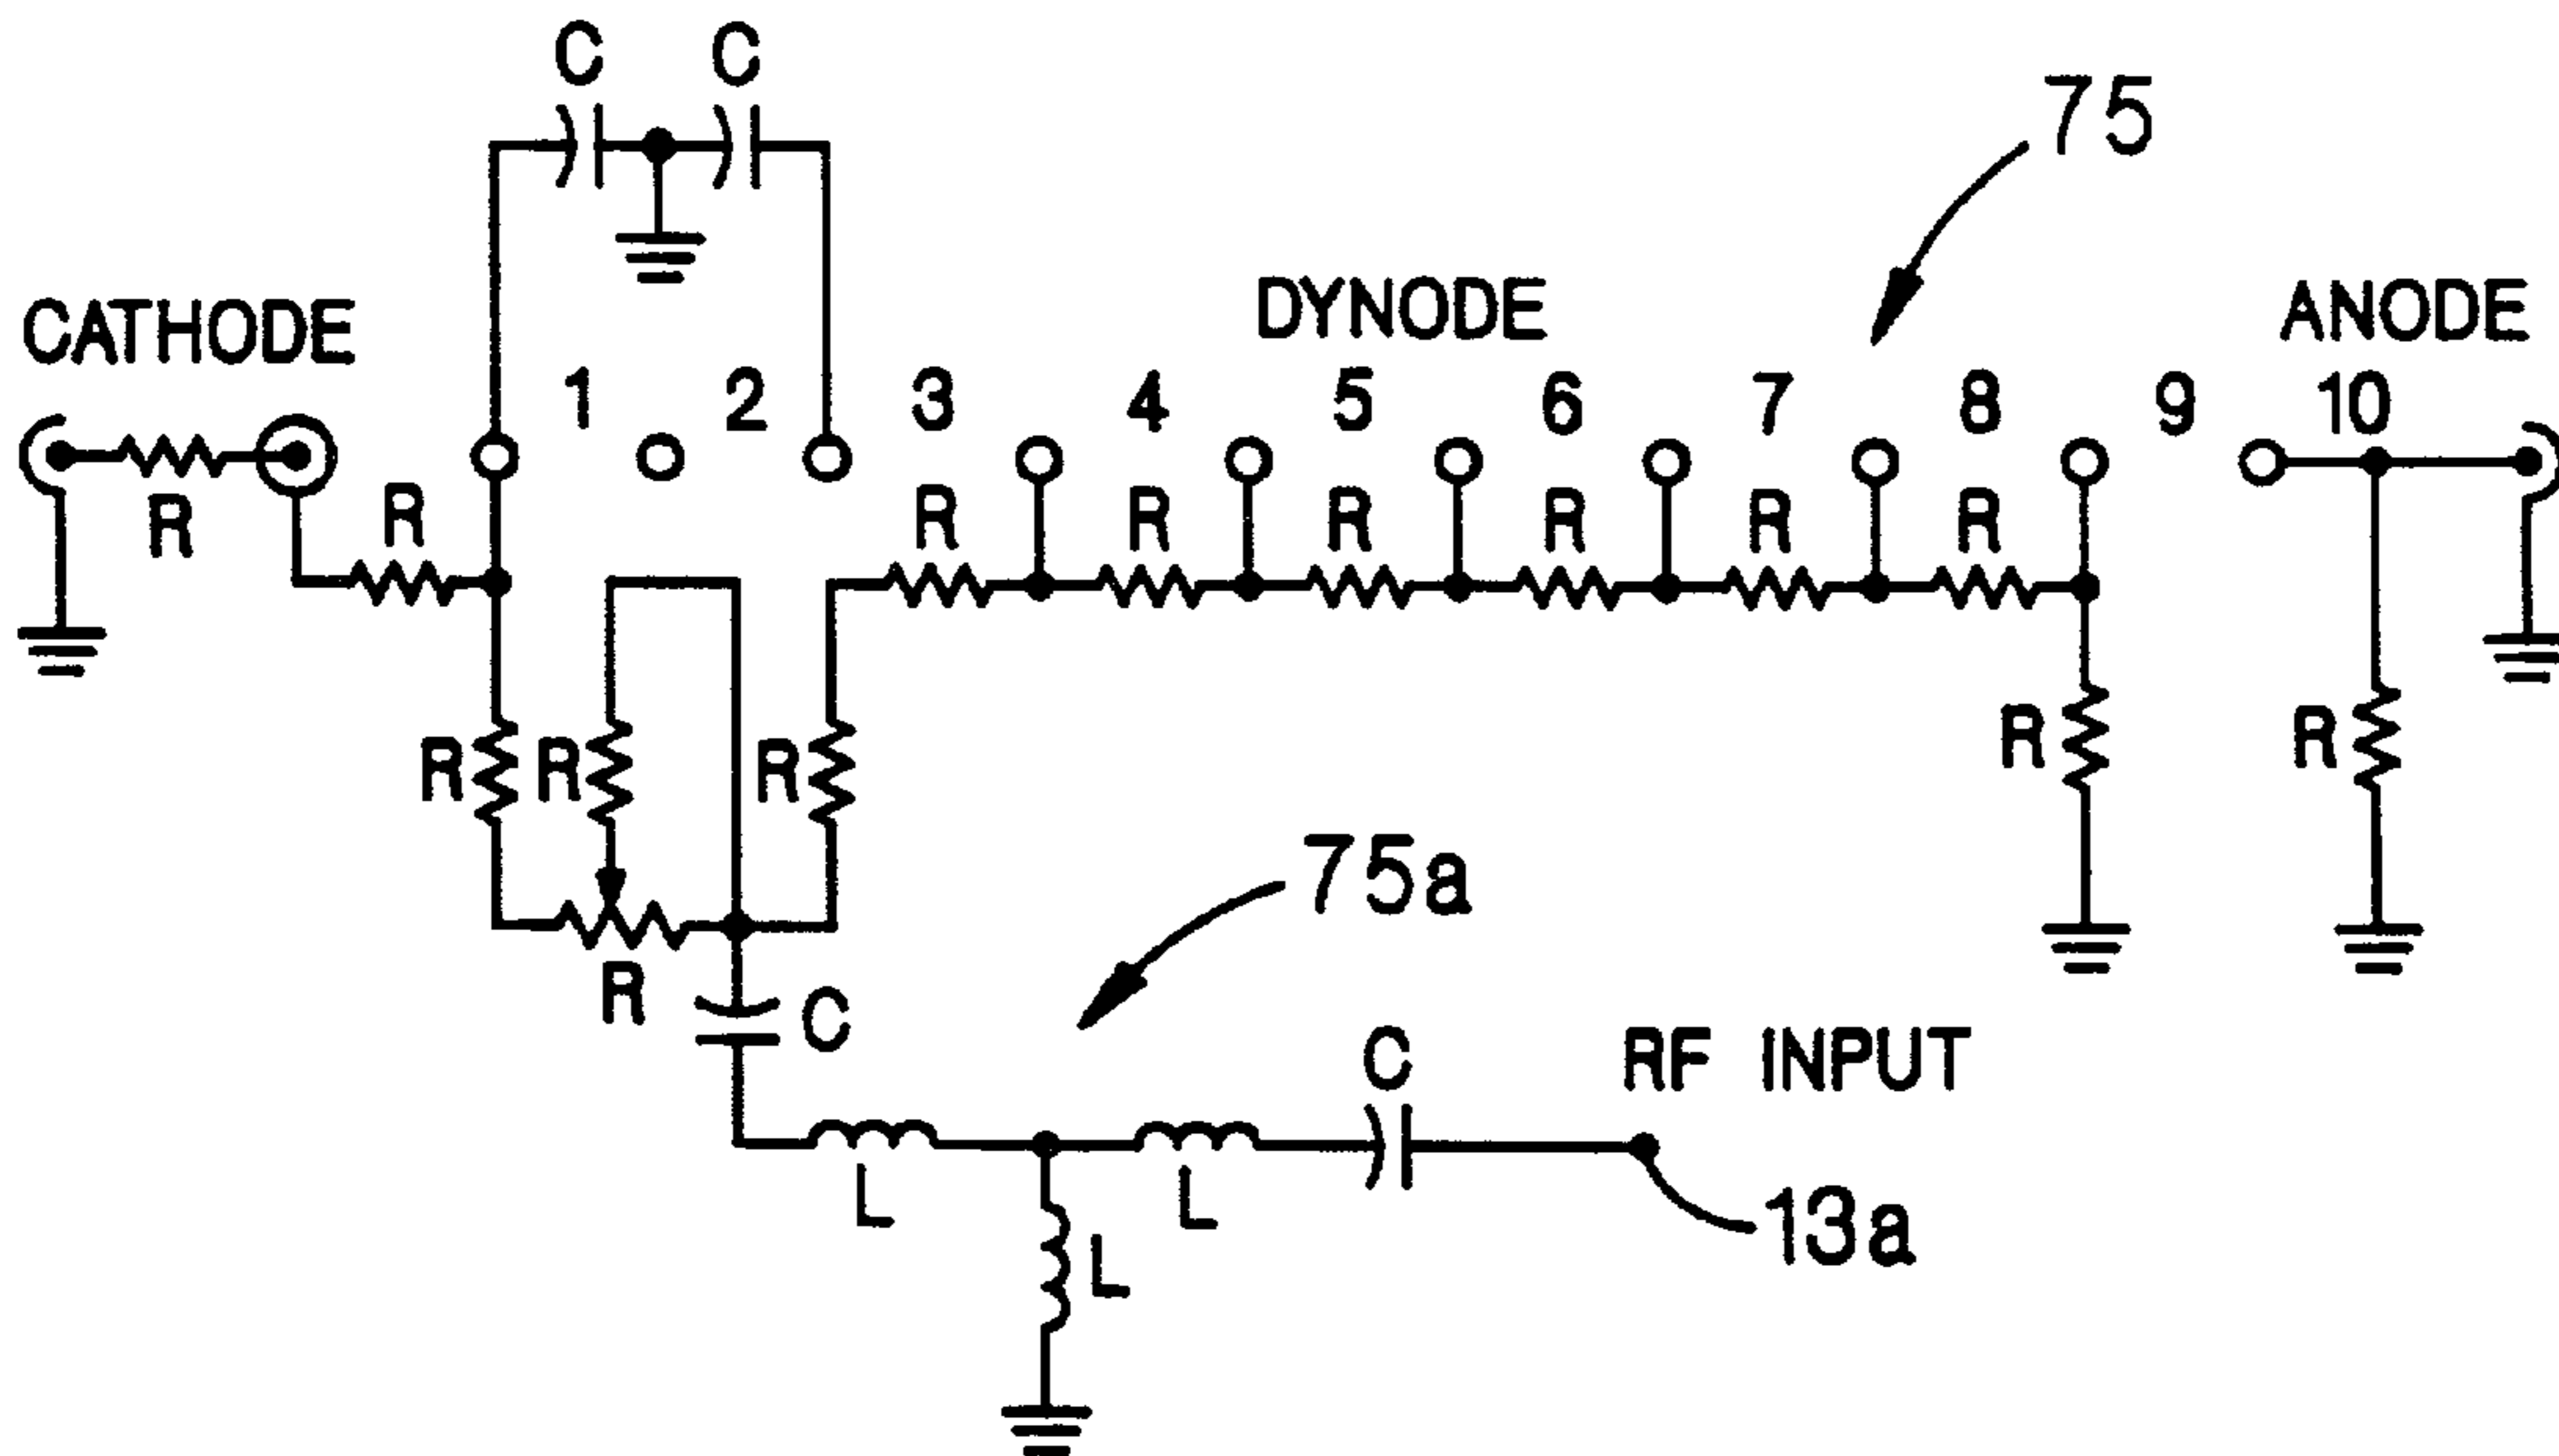 C C
75
DYNODE
CATHODE ANODE
1 2 3 4 5 6 7 8 9 10
R R R R R R R R
R R R R R
75a
R C
C RF INPUT
L L 13a
L